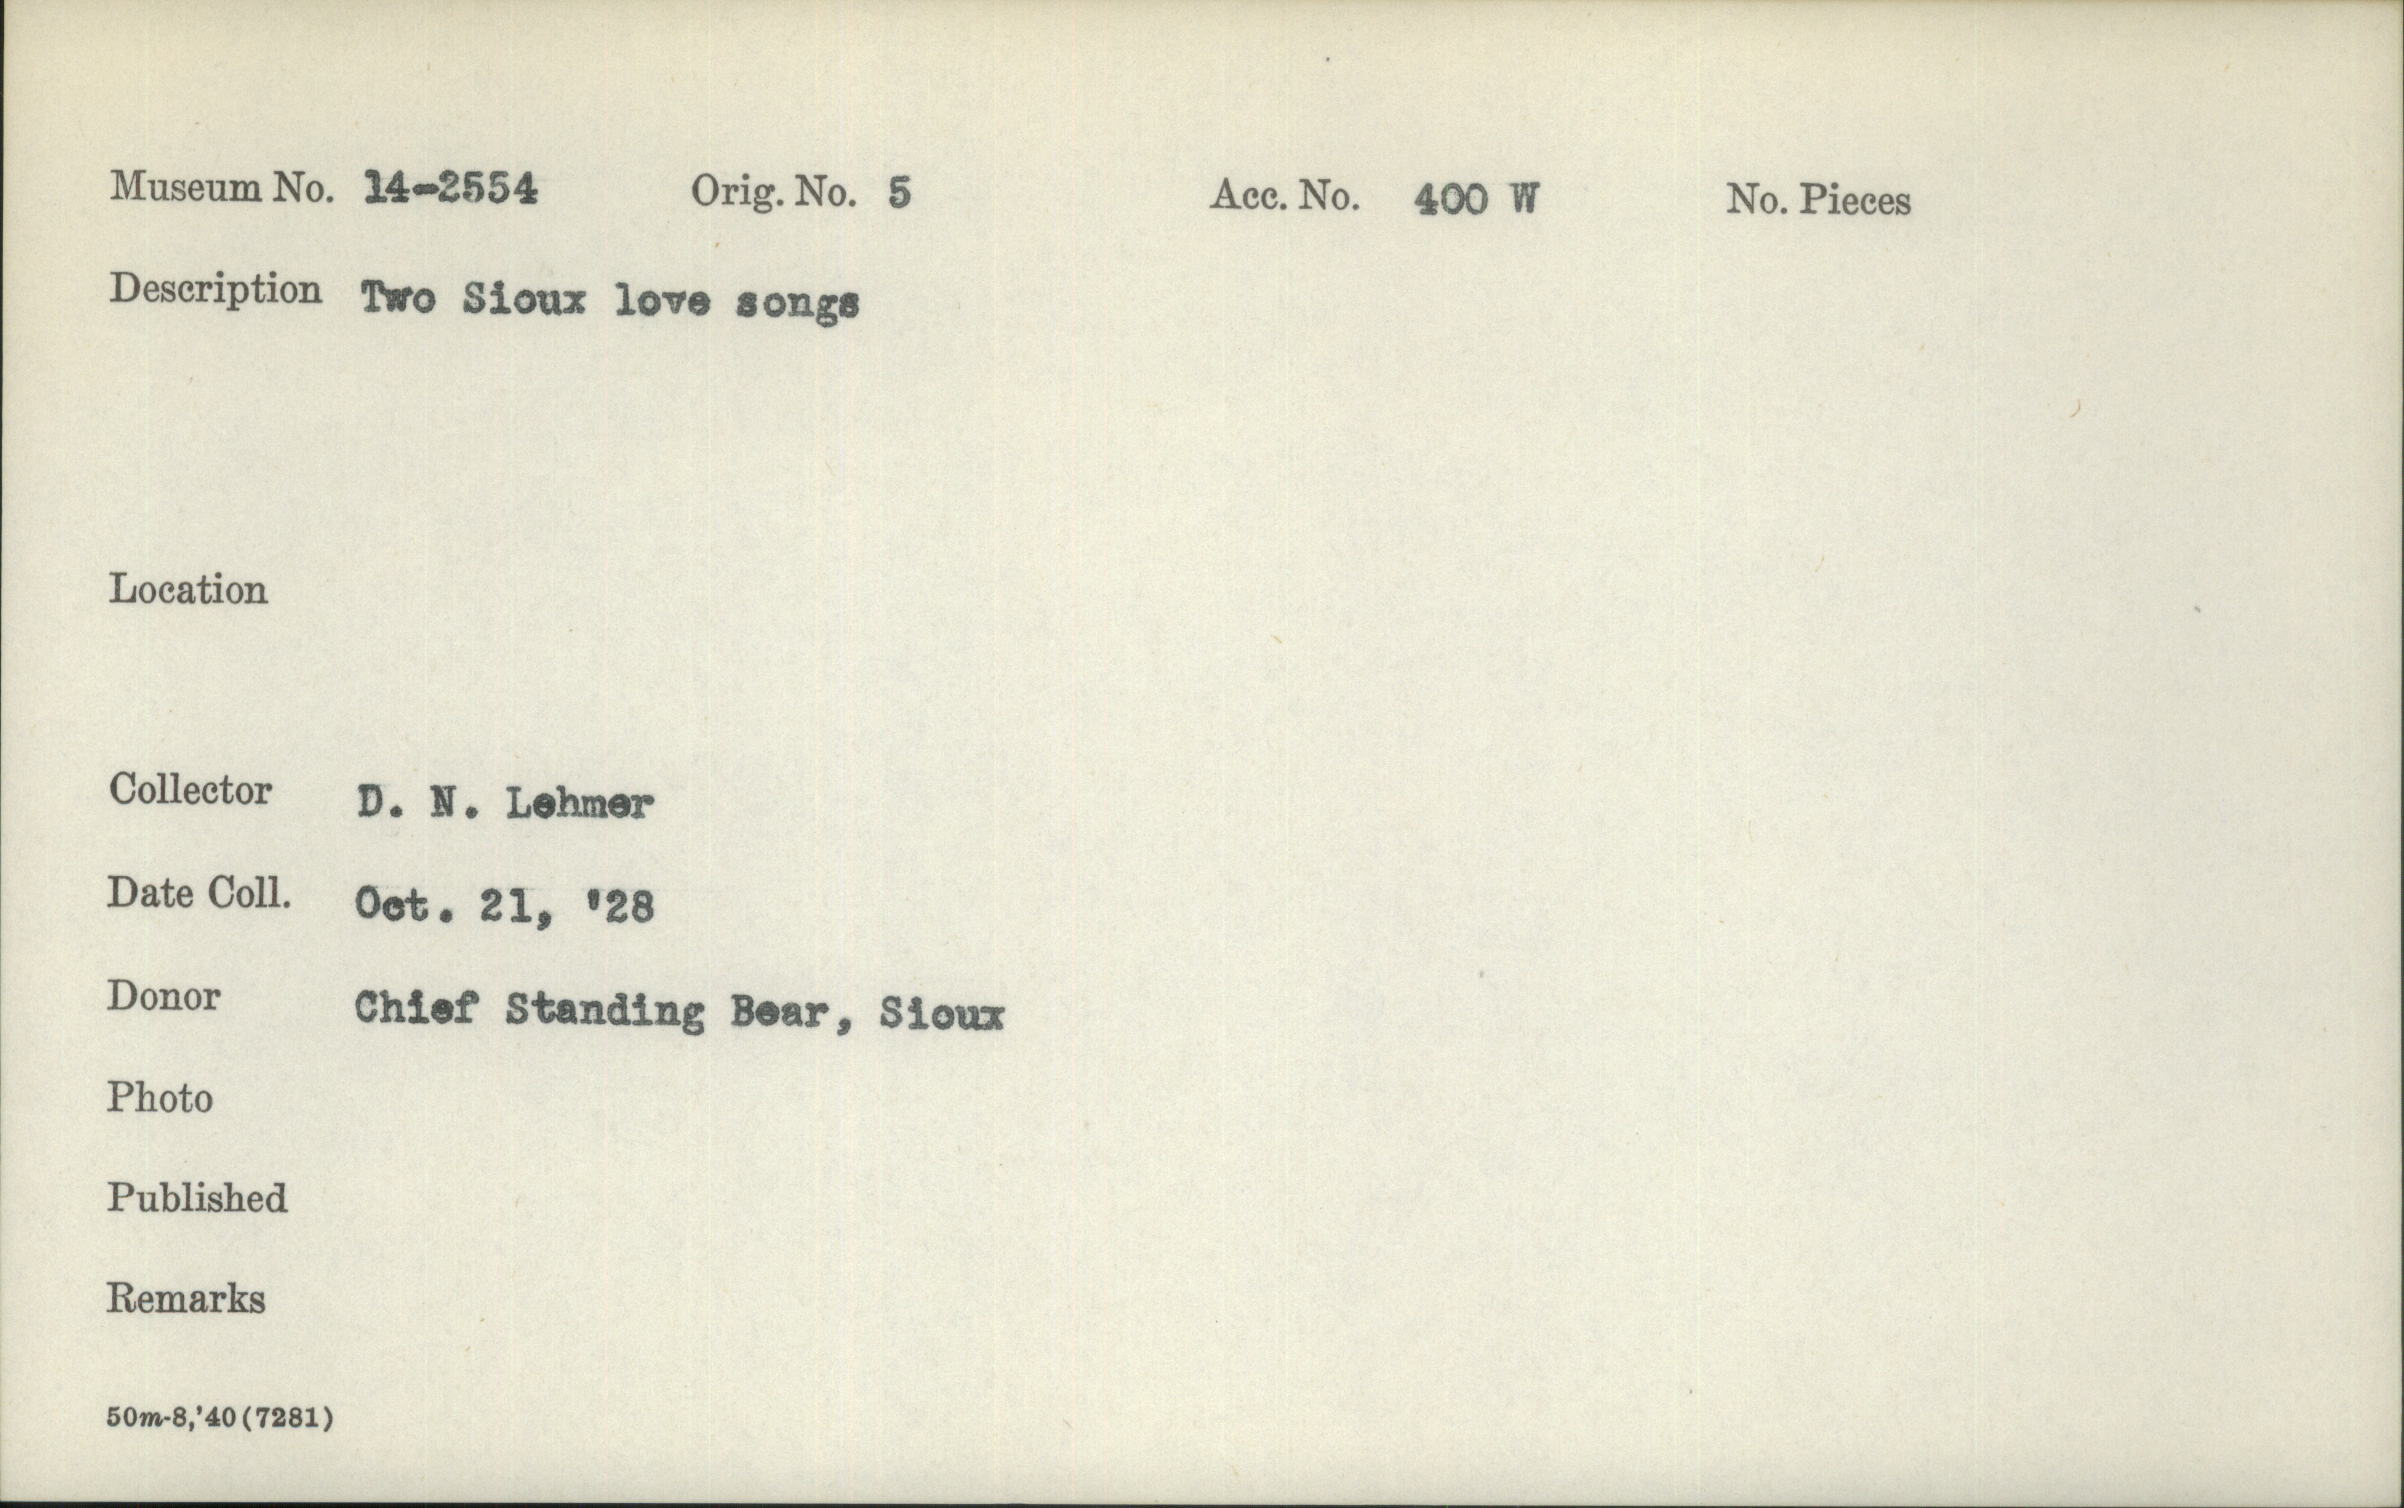 Museum No. 14-2554 Orig. No. 5 Acc. No. 400 W No. Pieces
Description Two Sioux love songs
Location
Collector D. N. Lehmer
Date Coll. Oct. 21, '28
Donor Chief Standing Bear, Sioux
Photo
Published
Remarks
50m-8,'40(7281)